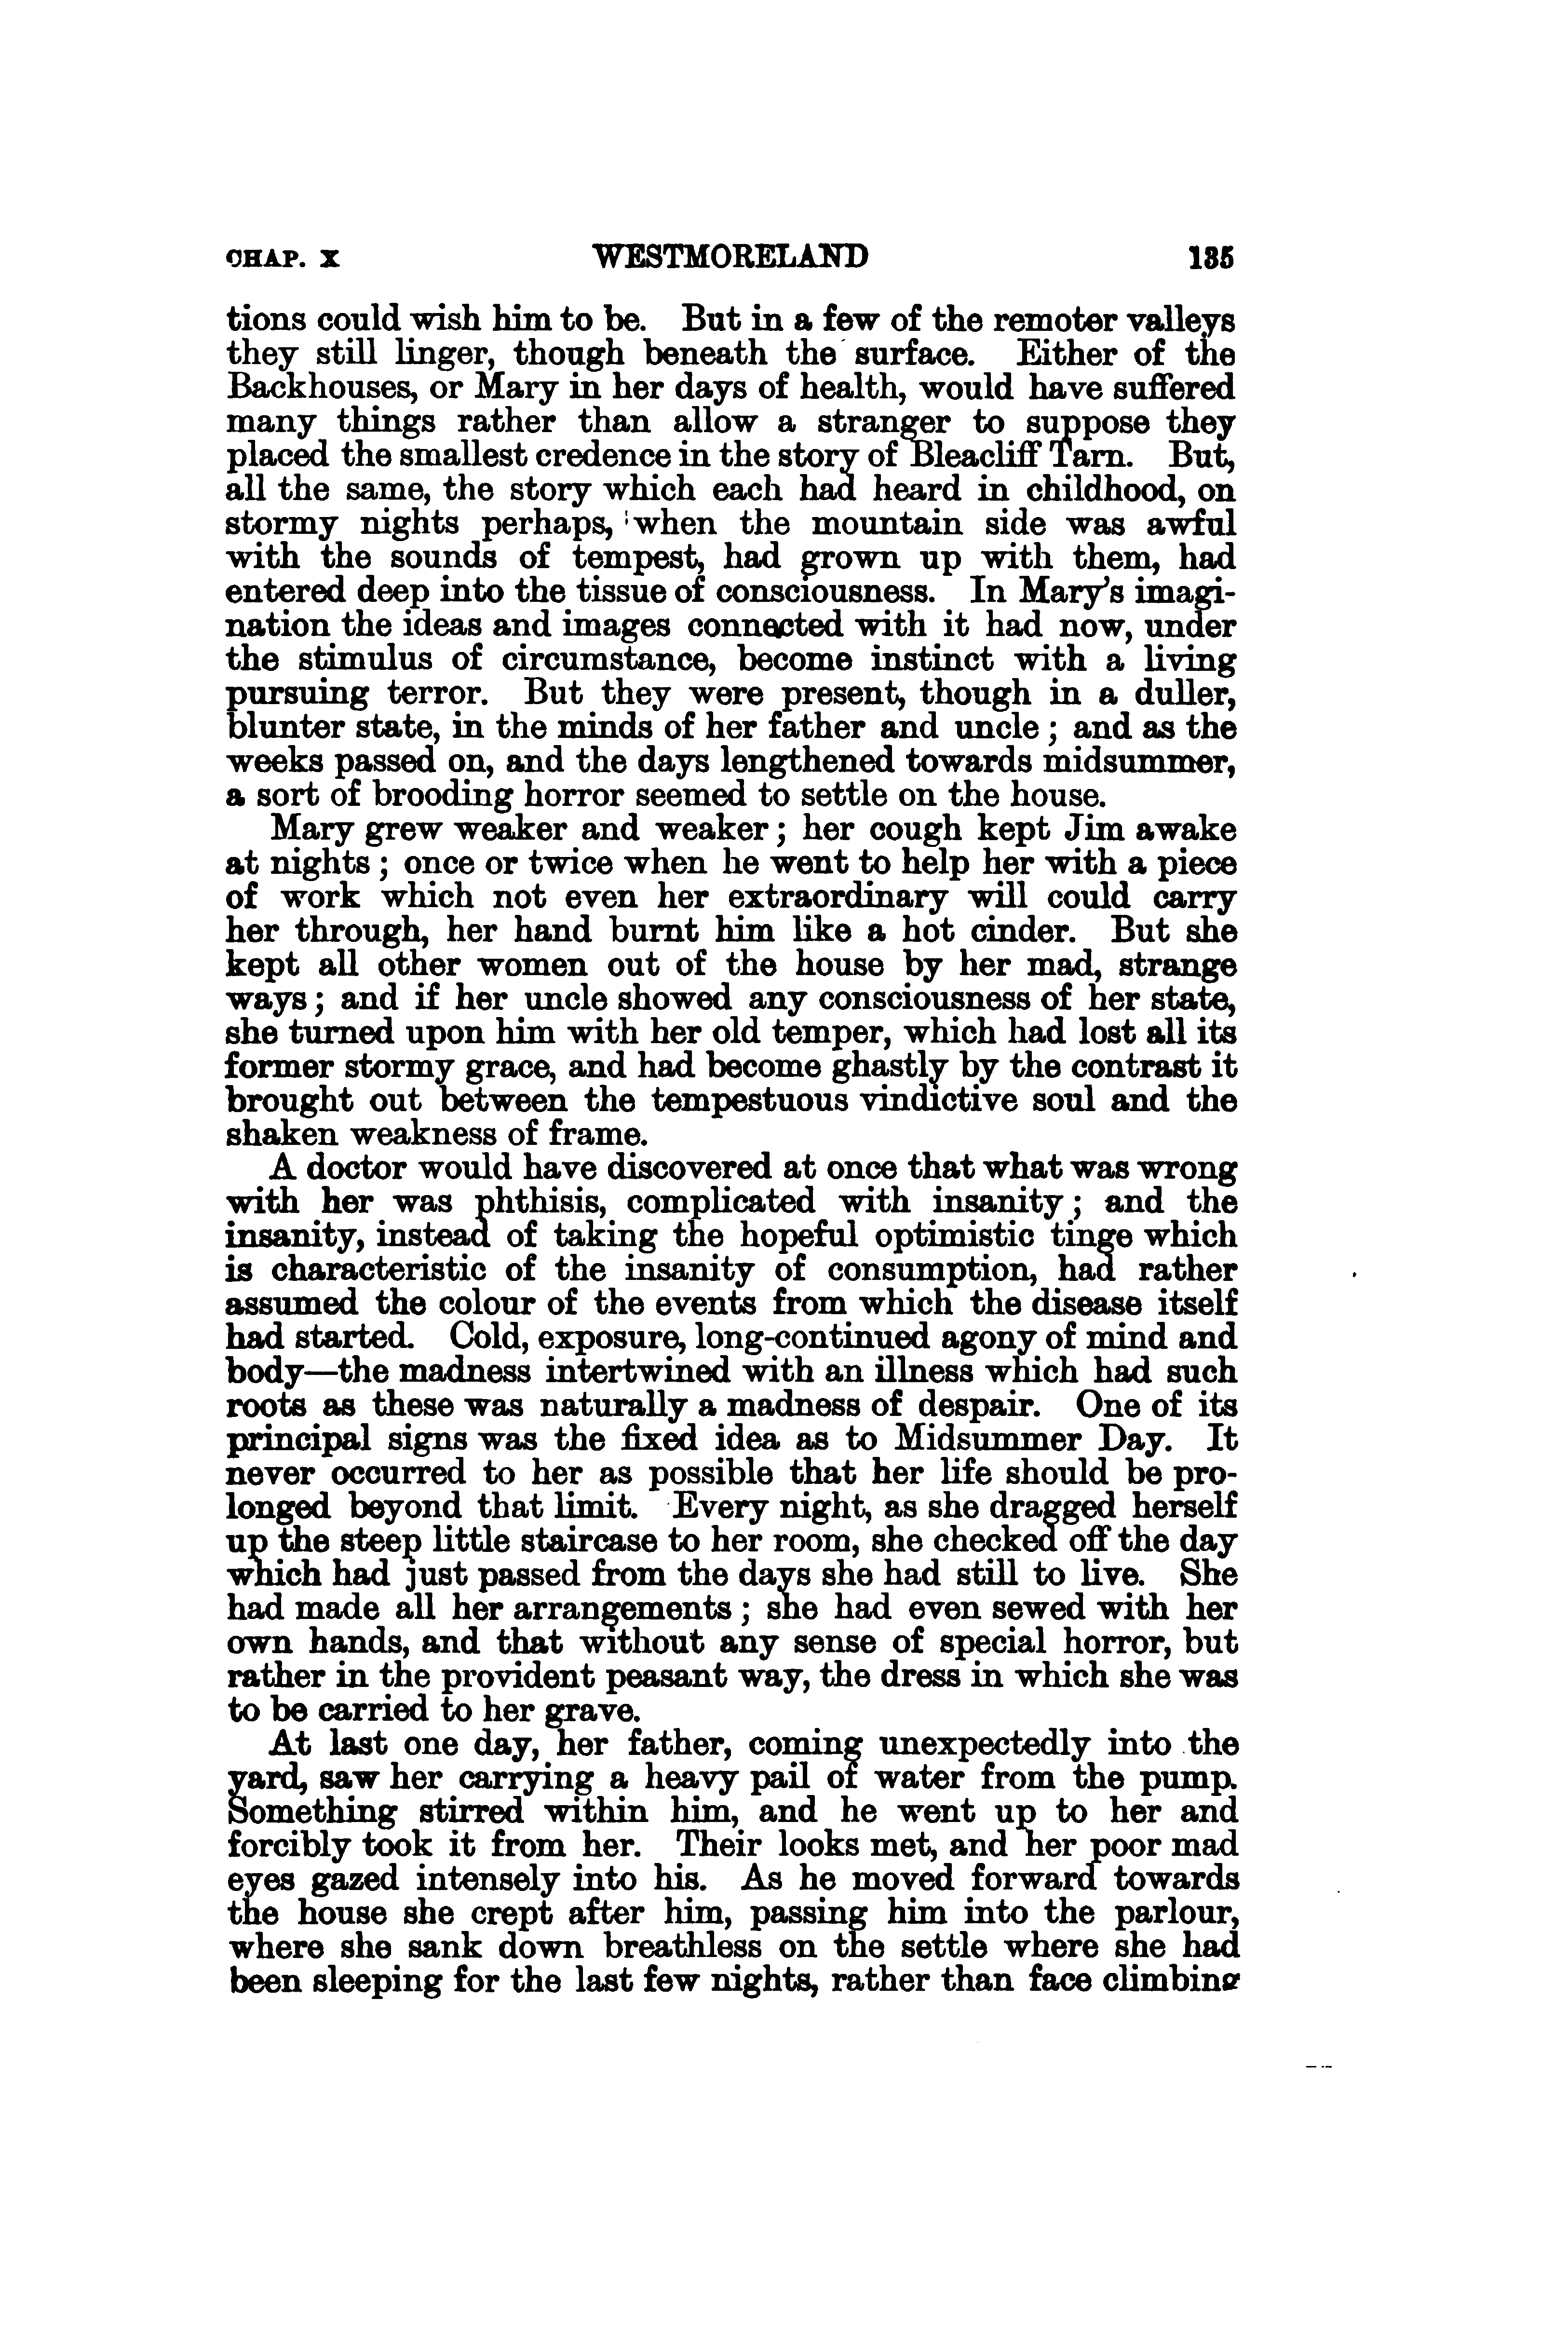 CHAP. X WESTMORELAND 135
tions could wish him to be. But in a few of the remoter valleys
they still linger, though beneath the surface. Either of the
Backhouses, or Mary in her days of health, would have suffered
many things rather than allow a stranger to suppose they
placed the smallest credence in the story of Bleacliff Tarn. But,
all the same, the story which each had heard in childhood, on
stormy nights perhaps, when the mountain side was awful
with the sounds of tempest, had grown up with them, had
entered deep into the tissue of consciousness. In Mary's imagi-
nation the ideas and images connected with it had now, under
the stimulus of circumstance, become instinct with a living
pursuing terror. But they were present, though in a duller,
blunter state, in the minds of her father and uncle; and as the
weeks passed on, and the days lengthened towards midsummer,
a sort of brooding horror seemed to settle on the house.
Mary grew weaker and weaker; her cough kept Jim awake
at nights; once or twice when he went to help her with a piece
of work which not even her extraordinary will could carry
her through, her hand burnt him like a hot cinder. But she
kept all other women out of the house by her mad, strange
ways; and if her uncle showed any consciousness of her state,
she turned upon him with her old temper, which had lost all its
former stormy grace, and had become ghastly by the contrast it
brought out between the tempestuous vindictive soul and the
shaken weakness of frame.
A doctor would have discovered at once that what was wrong
with her was phthisis, complicated with insanity; and the
insanity, instead of taking the hopeful optimistic tinge which
is characteristic of the insanity of consumption, had rather
assumed the colour of the events from which the disease itself
had started. Cold, exposure, long-continued agony of mind and
body—the madness intertwined with an illness which had such
roots as these was naturally a madness of despair. One of its
principal signs was the fixed idea as to Midsummer Day. It
never occurred to her as possible that her life should be pro-
longed beyond that limit. Every night, as she dragged herself
up the steep little staircase to her room, she checked off the day
which had just passed from the days she had still to live. She
had made all her arrangements; she had even sewed with her
own hands, and that without any sense of special horror, but
rather in the provident peasant way, the dress in which she was
to be carried to her grave.
At last one day, her father, coming unexpectedly into the
yard, saw her carrying a heavy pail of water from the pump.
Something stirred within him, and he went up to her and
forcibly took it from her. Their looks met, and her poor mad
eyes gazed intensely into his. As he moved forward towards
the house she crept after him, passing him into the parlour,
where she sank down breathless on the settle where she had
been sleeping for the last few nights, rather than face climbing